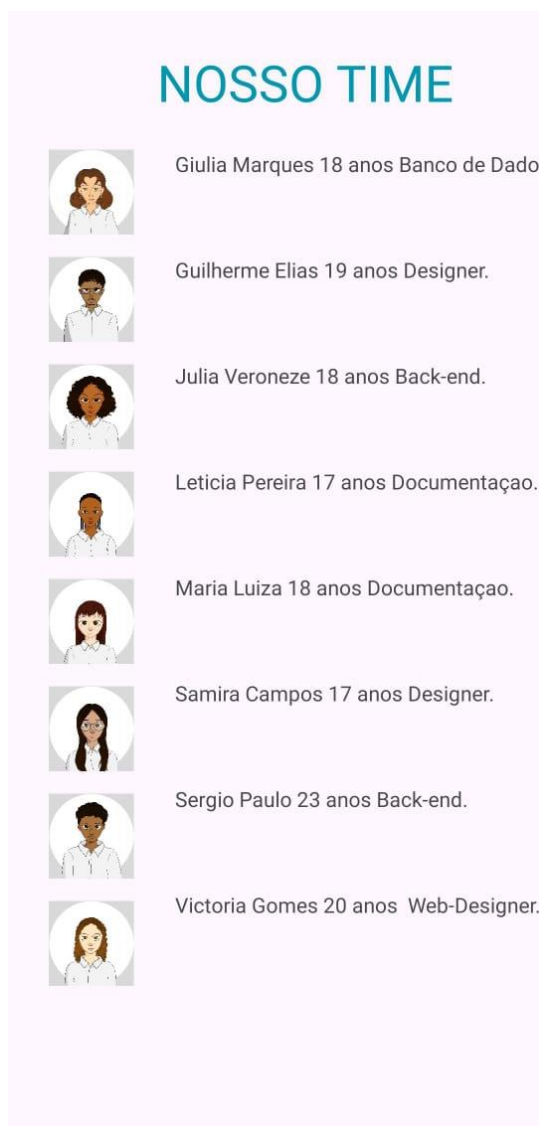 NOSSO TIME
Giulia Marques 18 anos Banco de Dado
Guilherme Elias 19 anos Designer.
Julia Veroneze 18 anos Back-end.
Leticia Pereira 17 anos Documentaçao.
Maria Luiza 18 anos Documentaçao.
Samira Campos 17 anos Designer.
Sergio Paulo 23 anos Back-end.
Victoria Gomes 20 anos  Web-Designer.